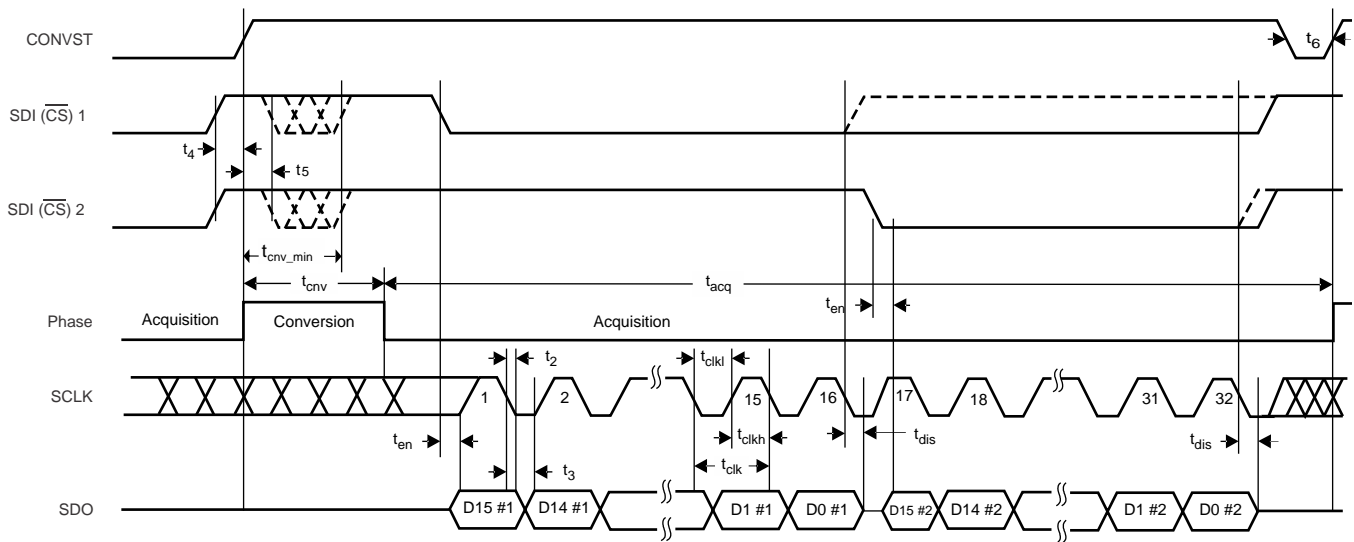 CONVST
t6
SDI (CS) 1
t4
t5
SDI (CS) 2
tcnv_min
tcnv
tacq
ten
Phase
Acquisition
Conversion
Acquisition
t2
tclkl
SCLK
1
2
15
16
17
18
31
32
ten
tclkh
tdis
tdis
t3
tclk
SDO
D15 #1
D14 #1
D1 #1
D0 #1
D15 #2
D14 #2
D1 #2
D0 #2